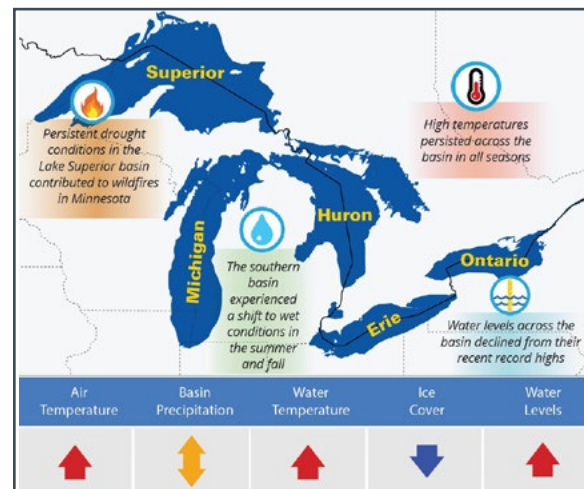 Superior
Persistent drought
conditions in the
Lake Superior basin
contributed to wildfires
in Minnesota
High temperatures
persisted across the
basin in all seasons
Michigan
Huron
The southern
basin
experienced
a shift to wet
conditions in
the summer
and fall
Ontario
Erie
Water levels across the
basin declined from their
recent record highs
Air
Temperature
Basin
Precipitation
Water
Temperature
Ice
Cover
Water
Levels